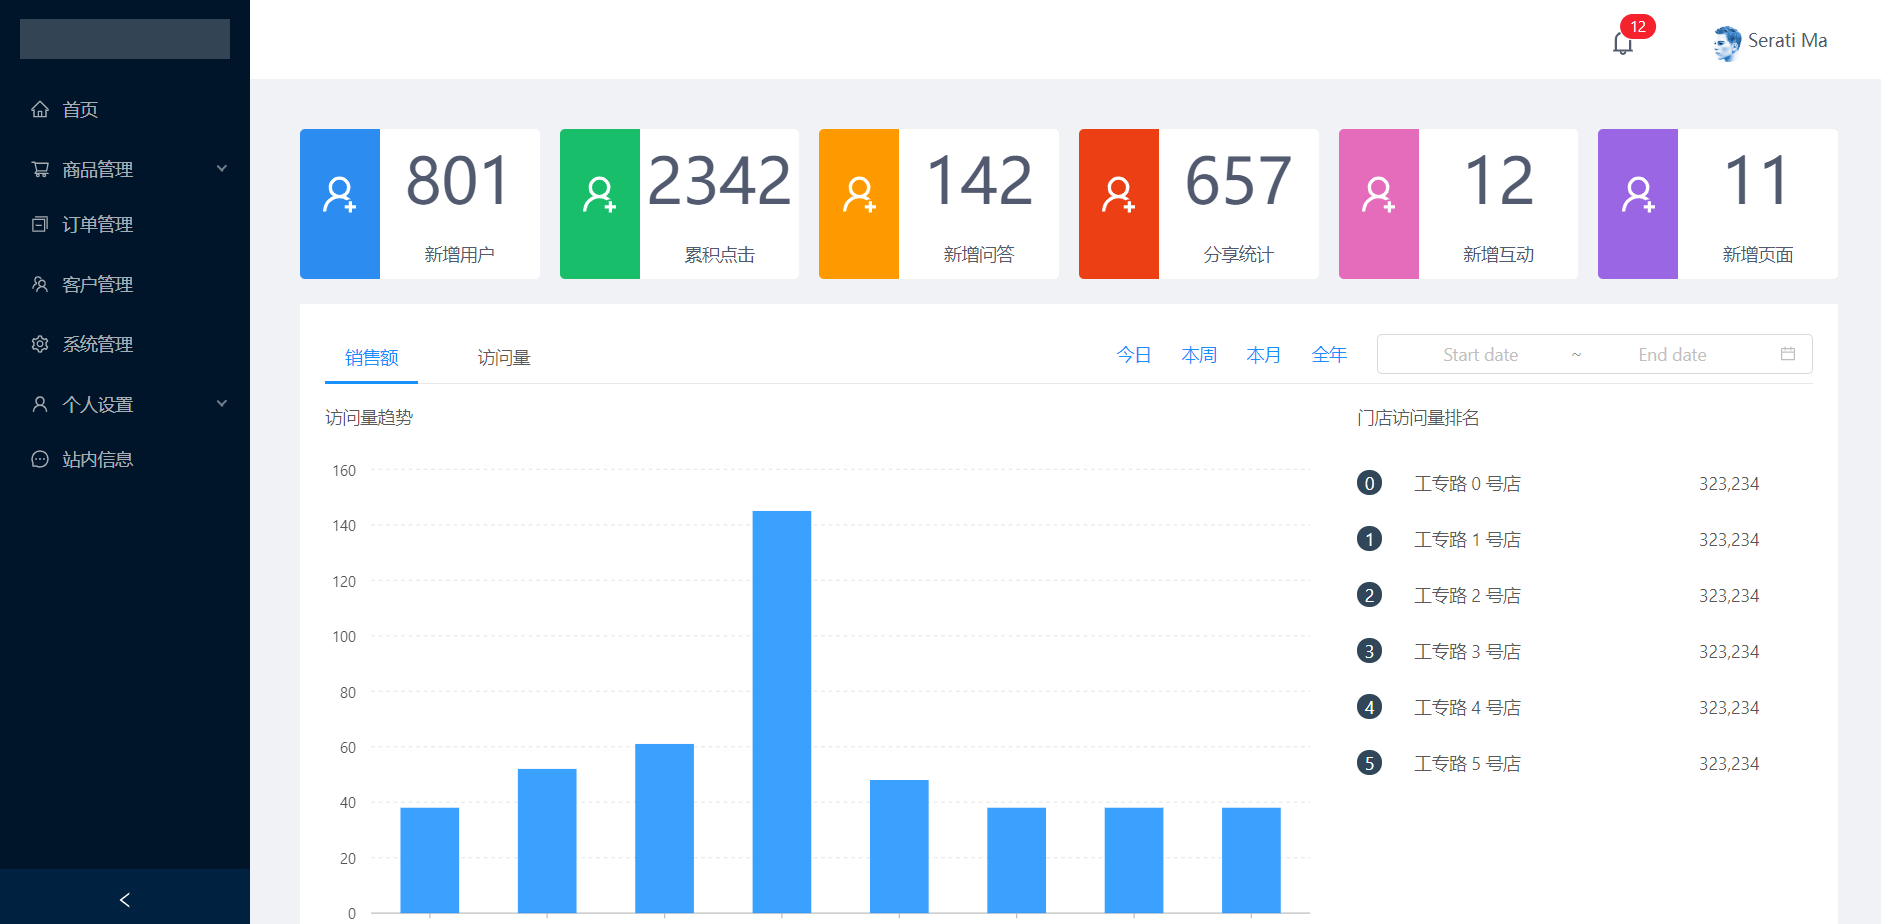 12
Serati Ma
首页
商品管理
订单管理
客户管理
系统管理
个人设置
站内信息
801
新增用户
2342
累积点击
142
新增问答
657
分享统计
12
新增互动
11
新增页面
销售额
访问量
今日
本周
本月
全年
Start date ~ End date
访问量趋势
160
140
120
100
80
60
40
20
0
门店访问量排名
0 工专路 0 号店 323,234
1 工专路 1 号店 323,234
2 工专路 2 号店 323,234
3 工专路 3 号店 323,234
4 工专路 4 号店 323,234
5 工专路 5 号店 323,234